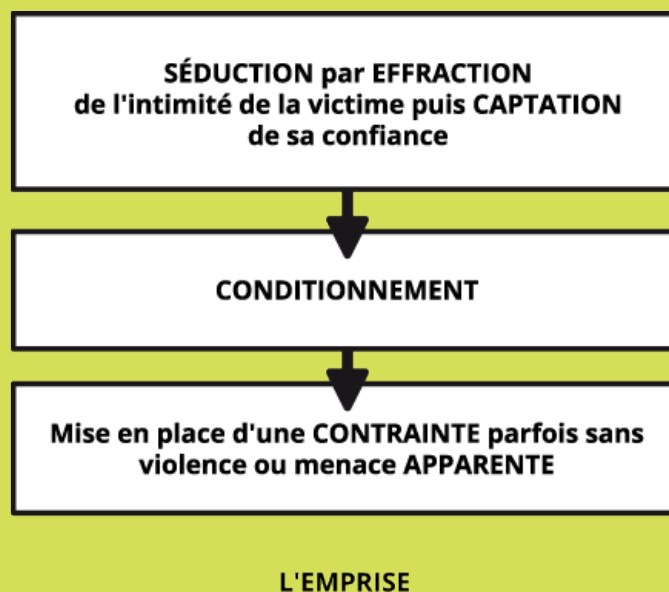 SÉDUCTION par EFFRACTION
de l'intimité de la victime puis CAPTATION
de sa confiance
CONDITIONNEMENT
Mise en place d'une CONTRAINTE parfois sans
violence ou menace APPARENTE
L'EMPRISE